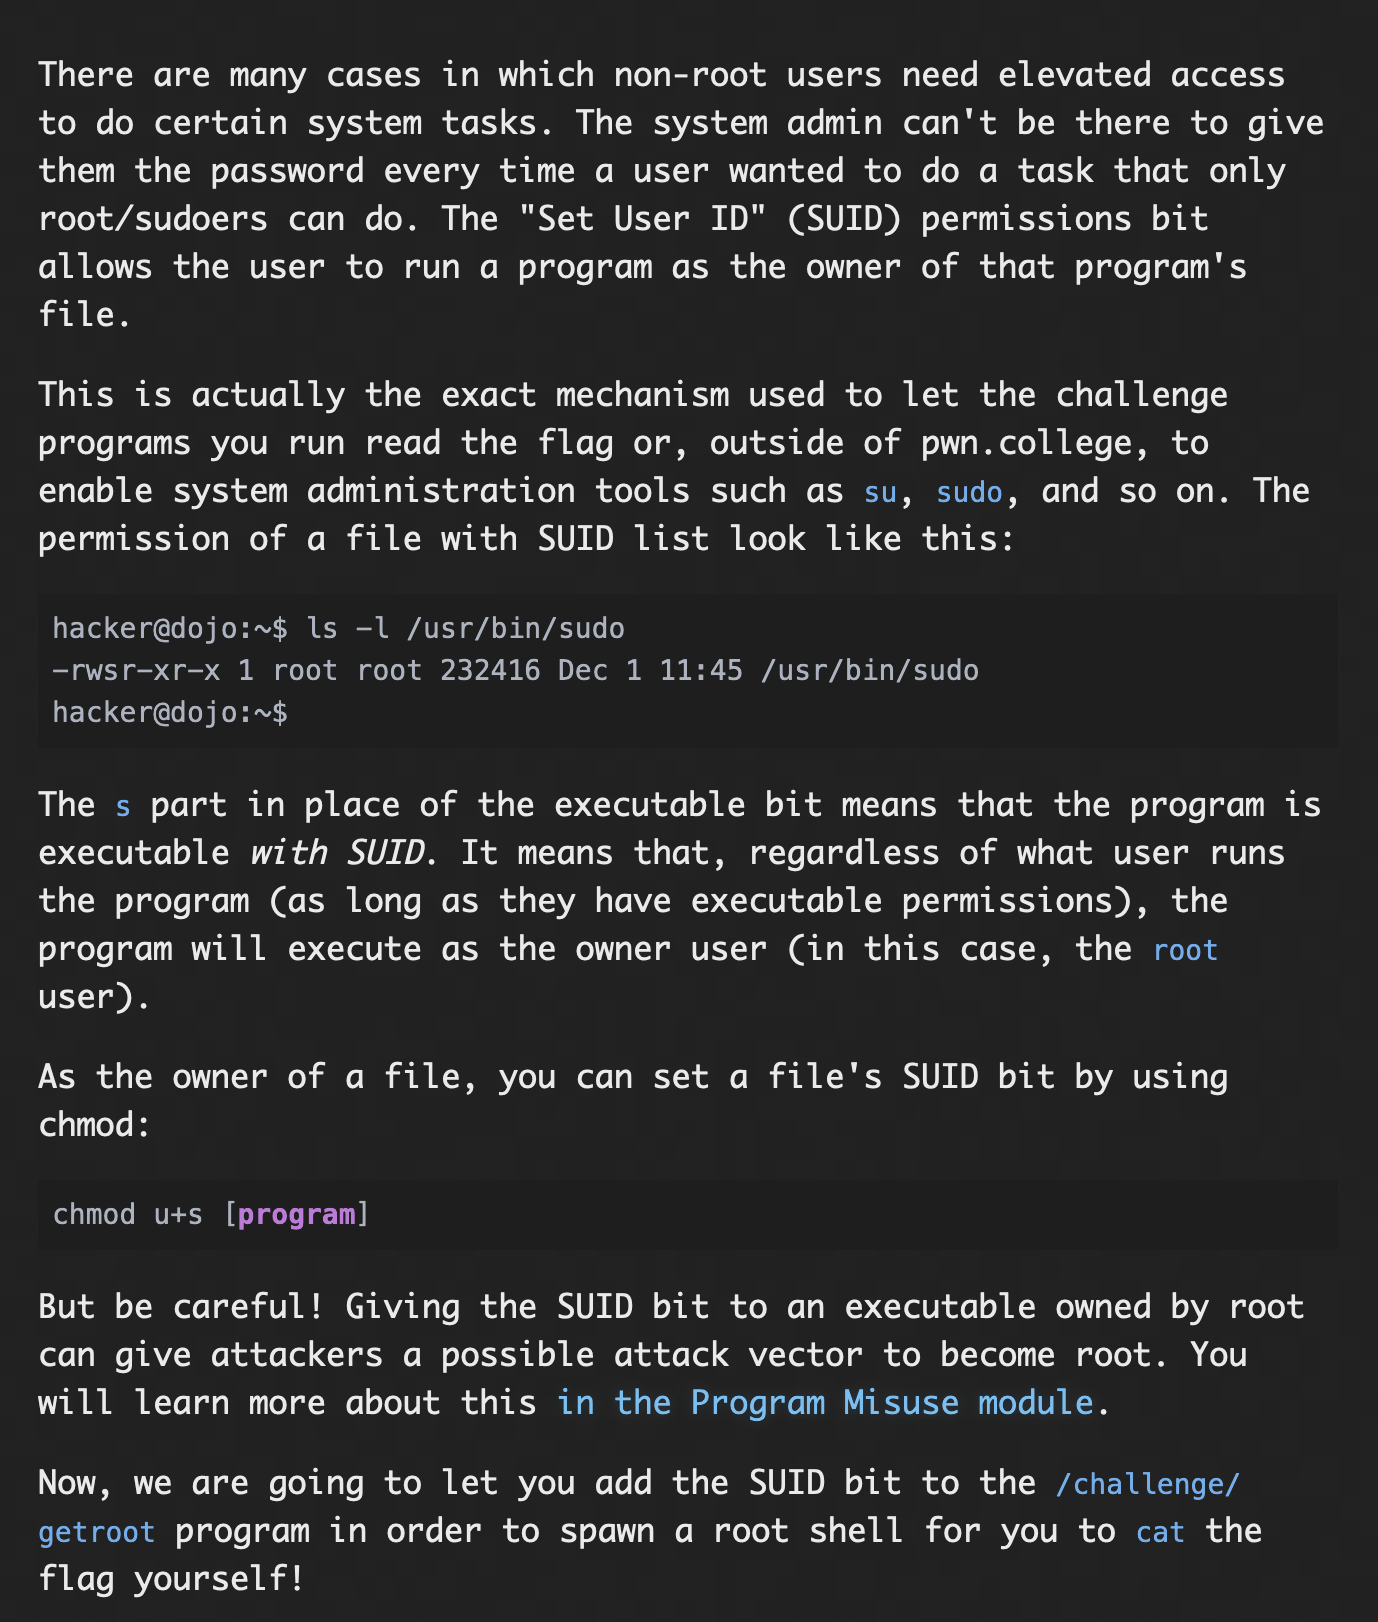 There are many cases in which non-root users need elevated access
to do certain system tasks. The system admin can't be there to give
them the password every time a user wanted to do a task that only
root/sudoers can do. The "Set User ID" (SUID) permissions bit
allows the user to run a program as the owner of that program's
file.
This is actually the exact mechanism used to let the challenge
programs you run read the flag or, outside of pwn.college, to
enable system administration tools such as su, sudo, and so on. The
permission of a file with SUID list look like this:
hacker@dojo:~$ ls -l /usr/bin/sudo
-rwsr-xr-x 1 root root 232416 Dec 1 11:45 /usr/bin/sudo
hacker@dojo:~$
The s part in place of the executable bit means that the program is
executable with SUID. It means that, regardless of what user runs
the program (as long as they have executable permissions), the
program will execute as the owner user (in this case, the root
user).
As the owner of a file, you can set a file's SUID bit by using
chmod:
chmod u+s [program]
But be careful! Giving the SUID bit to an executable owned by root
can give attackers a possible attack vector to become root. You
will learn more about this in the Program Misuse module.
Now, we are going to let you add the SUID bit to the /challenge/
getroot program in order to spawn a root shell for you to cat the
flag yourself!